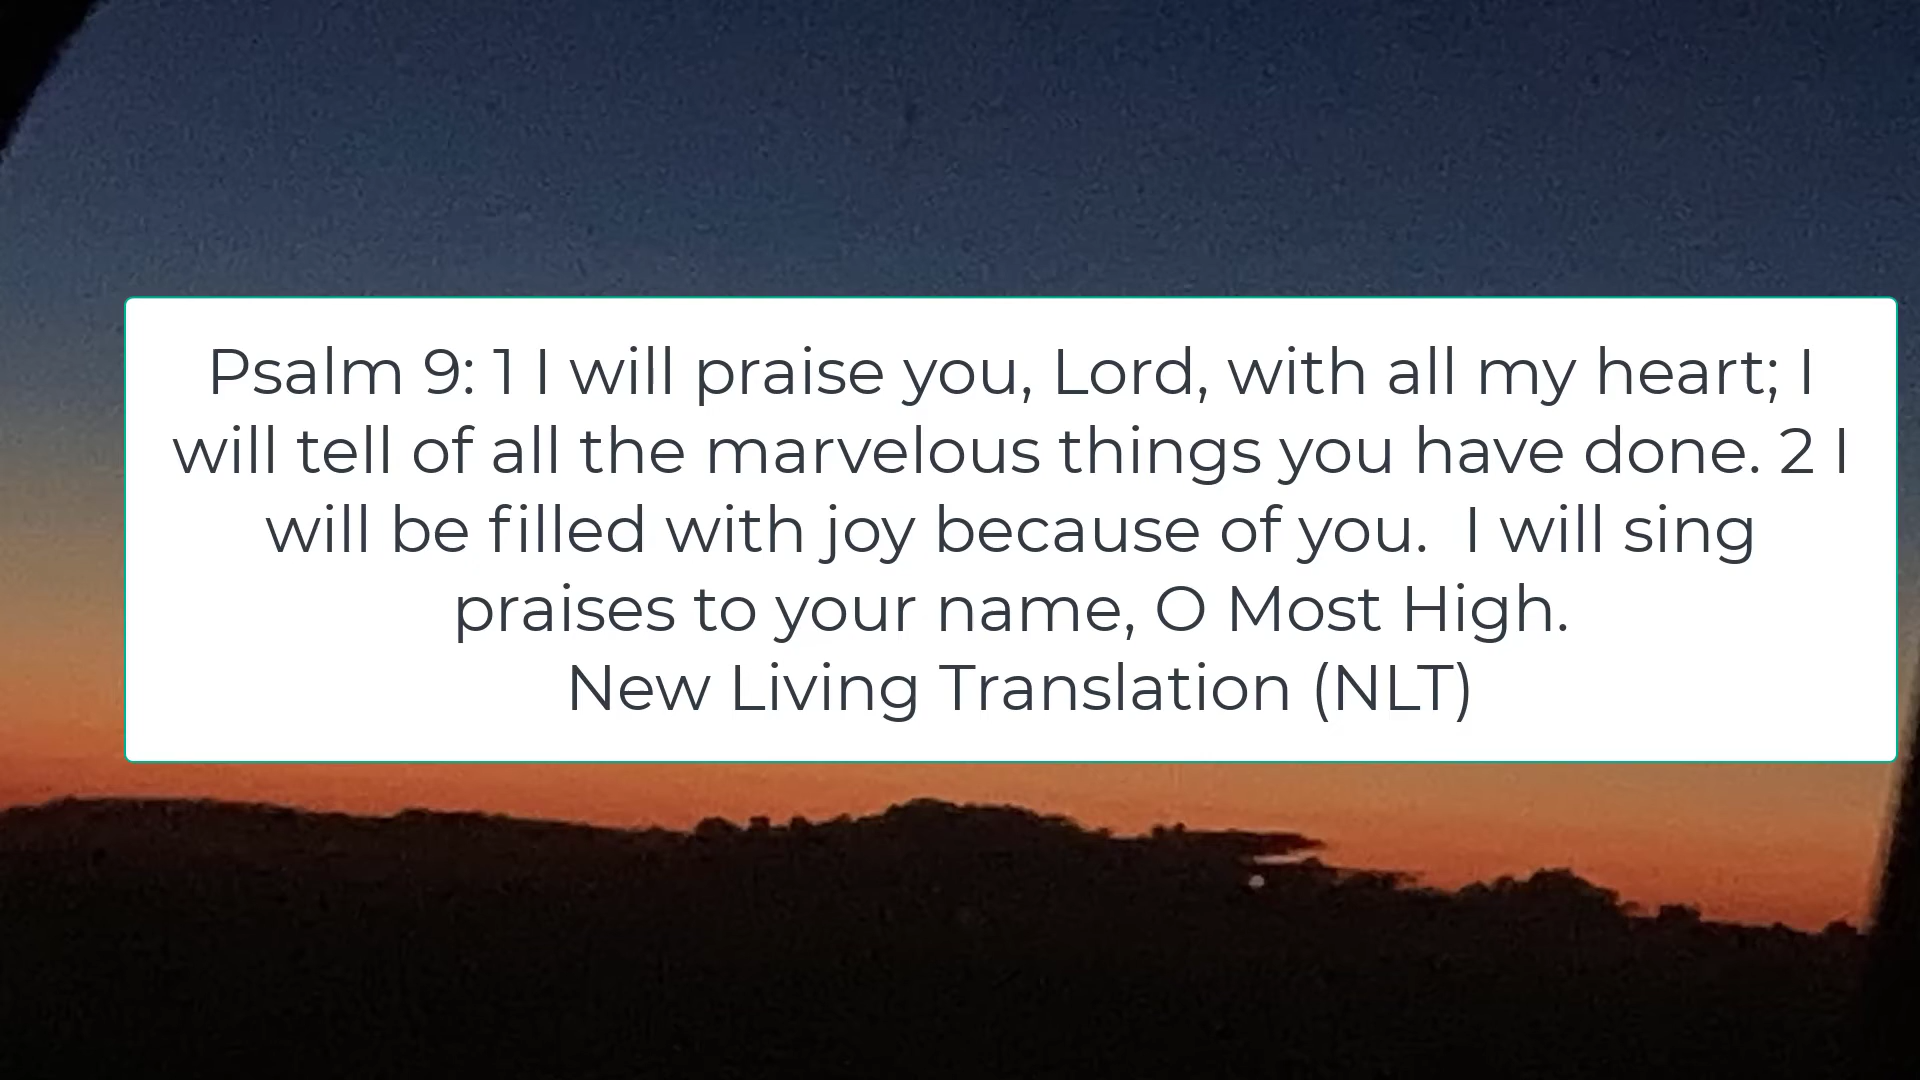 Psalm 9: 1 I will praise you, Lord, with all my heart; I
will tell of all the marvelous things you have done. 2 I
will be filled with joy because of you.  I will sing
praises to your name, O Most High.
New Living Translation (NLT)